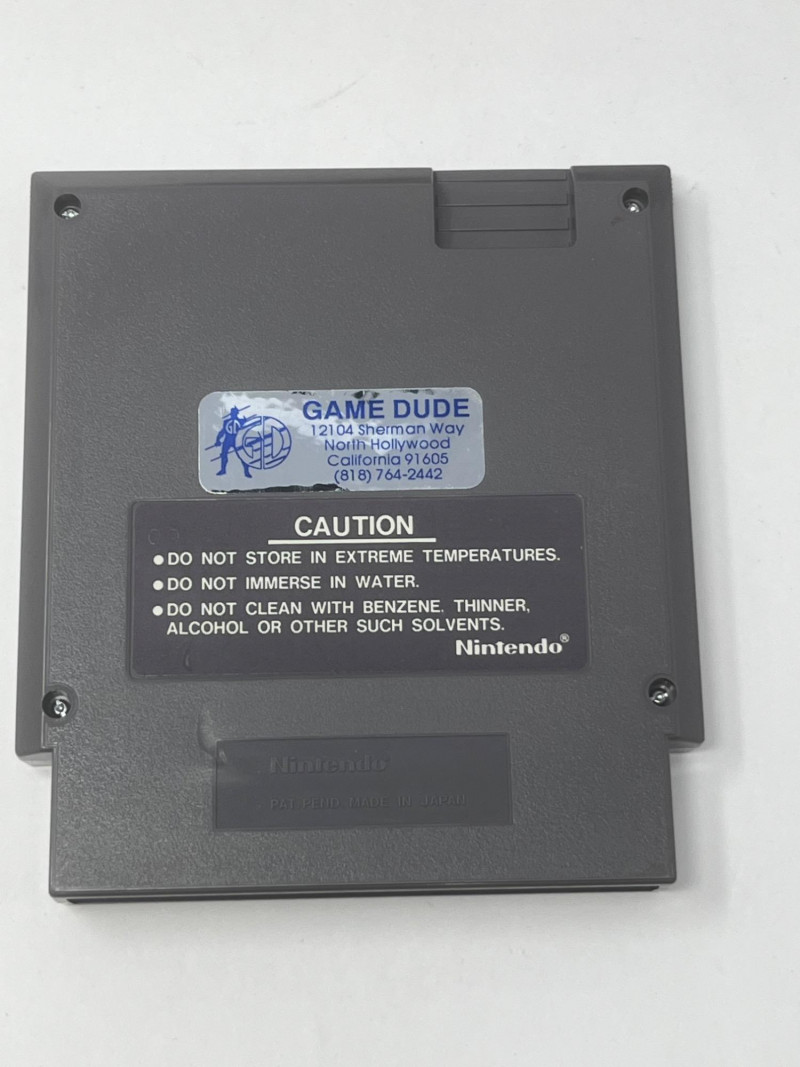 GAME DUDE
12104 Sherman Way
North Hollywood
California 91605
(818) 764-2442
GD
CAUTION
●DO NOT STORE IN EXTREME TEMPERATURES.
●DO NOT IMMERSE IN WATER.
●DO NOT CLEAN WITH BENZENE, THINNER,
ALCOHOL OR OTHER SUCH SOLVENTS.
Nintendo®
Nintendo®
PAT. PEND. MADE IN JAPAN